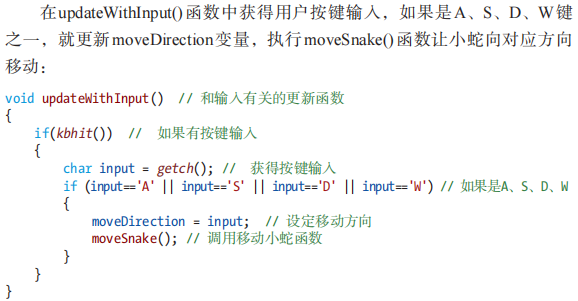 在updateWithInput()函数中获得用户按键输入，如果是A、S、D、W键
之一，就更新moveDirection变量，执行moveSnake()函数让小蛇向对应方向
移动：
void updateWithInput()  // 和输入有关的更新函数
{
    if(kbhit())  //  如果有按键输入
    {
        char input = getch(); //  获得按键输入
        if (input=='A' || input=='S' || input=='D' || input=='W') // 如果是A、S、D、W
        {
            moveDirection = input;  // 设定移动方向
            moveSnake(); // 调用移动小蛇函数
        }
    }
}